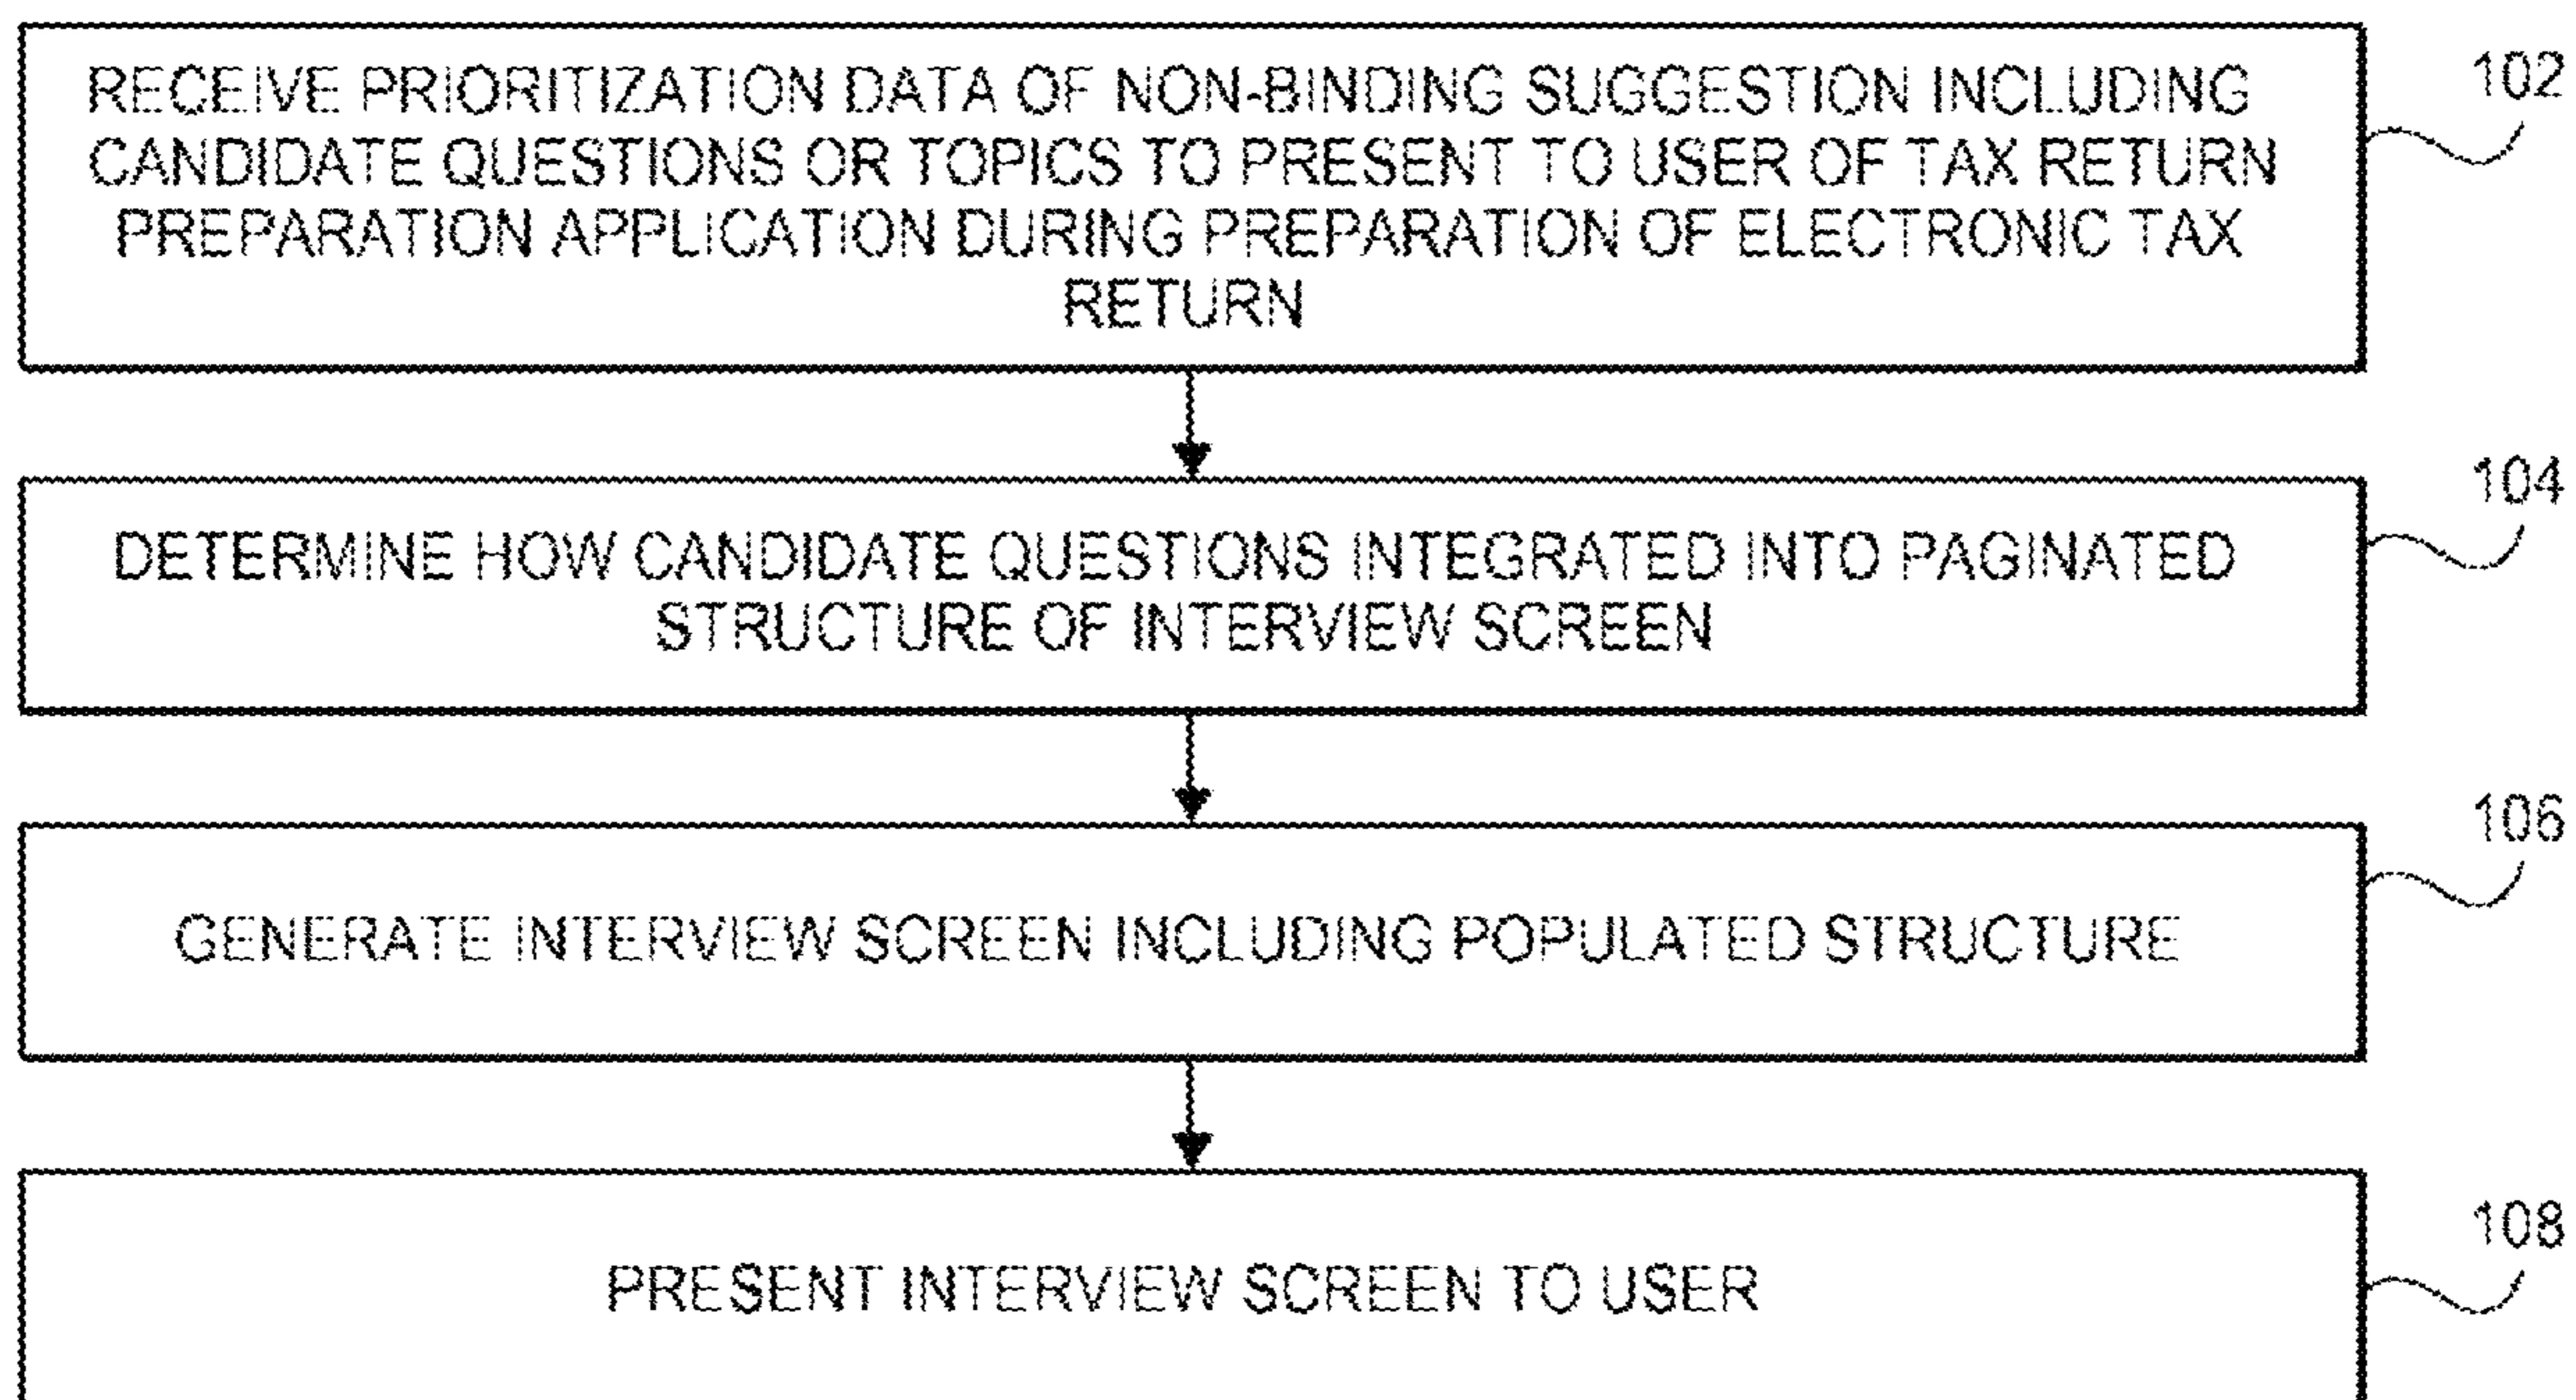 RECEIVE PRIORITIZATION DATA OF NON-BINDING SUGGESTION INCLUDING
CANDIDATE QUESTIONS OR TOPICS TO PRESENT TO USER OF TAX RETURN
PREPARATION APPLICATION DURING PREPARATION OF ELECTRONIC TAX
RETURN
102
DETERMINE HOW CANDIDATE QUESTIONS INTEGRATED INTO PAGINATED
STRUCTURE OF INTERVIEW SCREEN
104
GENERATE INTERVIEW SCREEN INCLUDING POPULATED STRUCTURE
106
PRESENT INTERVIEW SCREEN TO USER
108